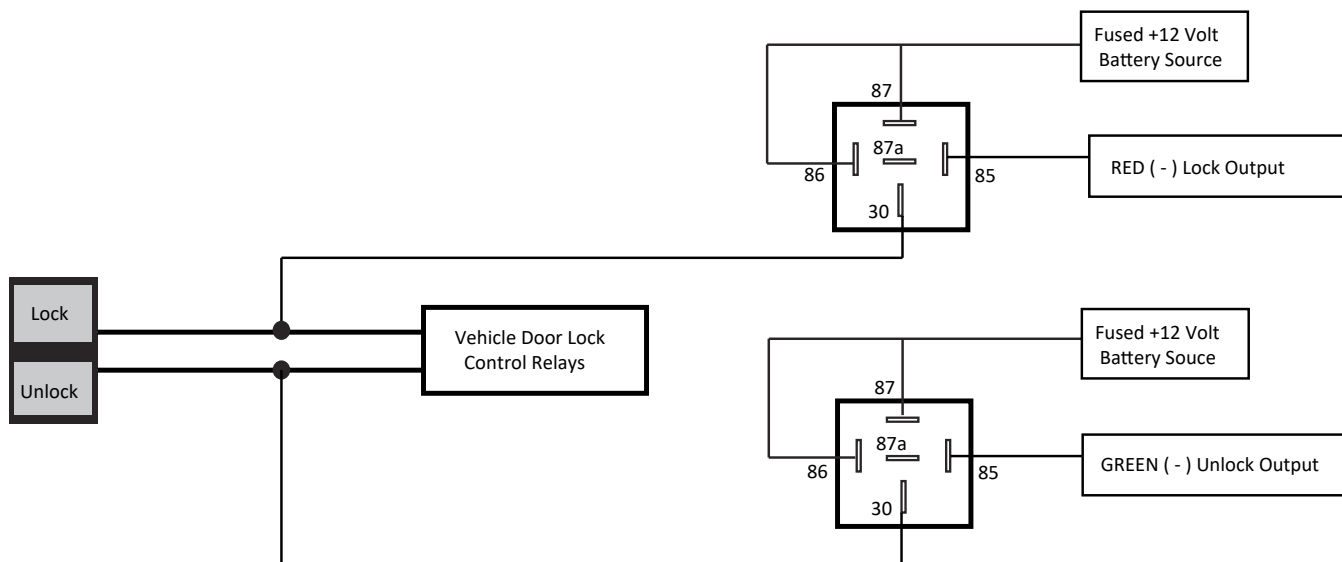 Fused +12 Volt
Battery Source
87
87a
86
85
RED ( - ) Lock Output
30
Lock
Unlock
Vehicle Door Lock
Control Relays
Fused +12 Volt
Battery Souce
87
87a
86
85
GREEN ( - ) Unlock Output
30